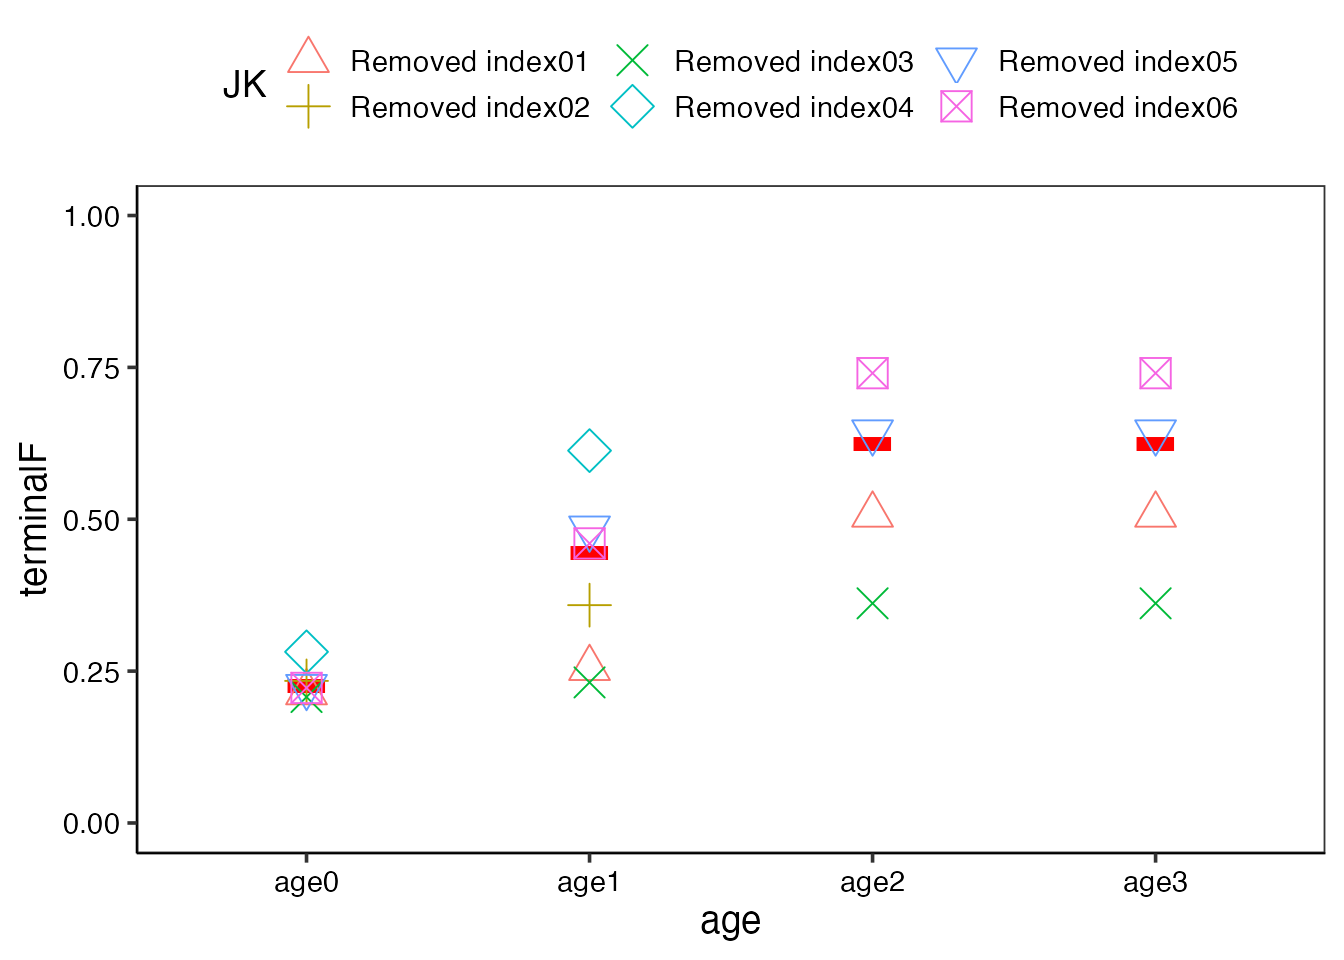 JK
Removed index01
Removed index03
Removed index05
Removed index02
Removed index04
Removed index06
1.00
0.75
0.50
0.25
0.00
terminalF
age0
age1
age2
age3
age